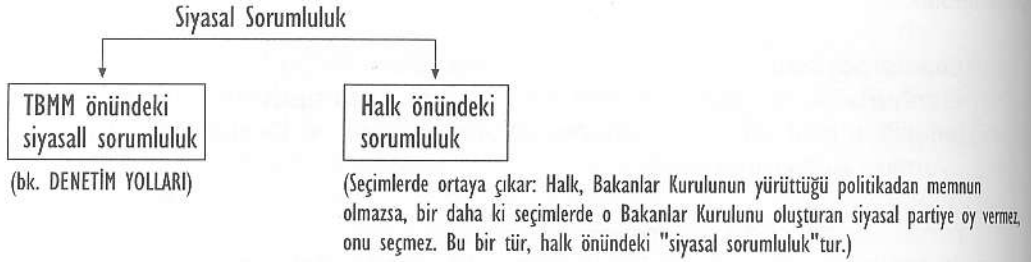 Siyasal Sorumluluk
TBMM önündeki
siyasall sorumluluk
(bk. DENETİM YOLLARI)
Halk önündeki
sorumluluk
(Seçimlerde ortaya çıkar: Halk, Bakanlar Kurulunun yürüttüğü politikadan memnun
olmazsa, bir daha ki seçimlerde o Bakanlar Kurulunu oluşturan siyasal partiye oy vermez,
onu seçmez. Bu bir tür, halk önündeki "siyasal sorumluluk"tur.)